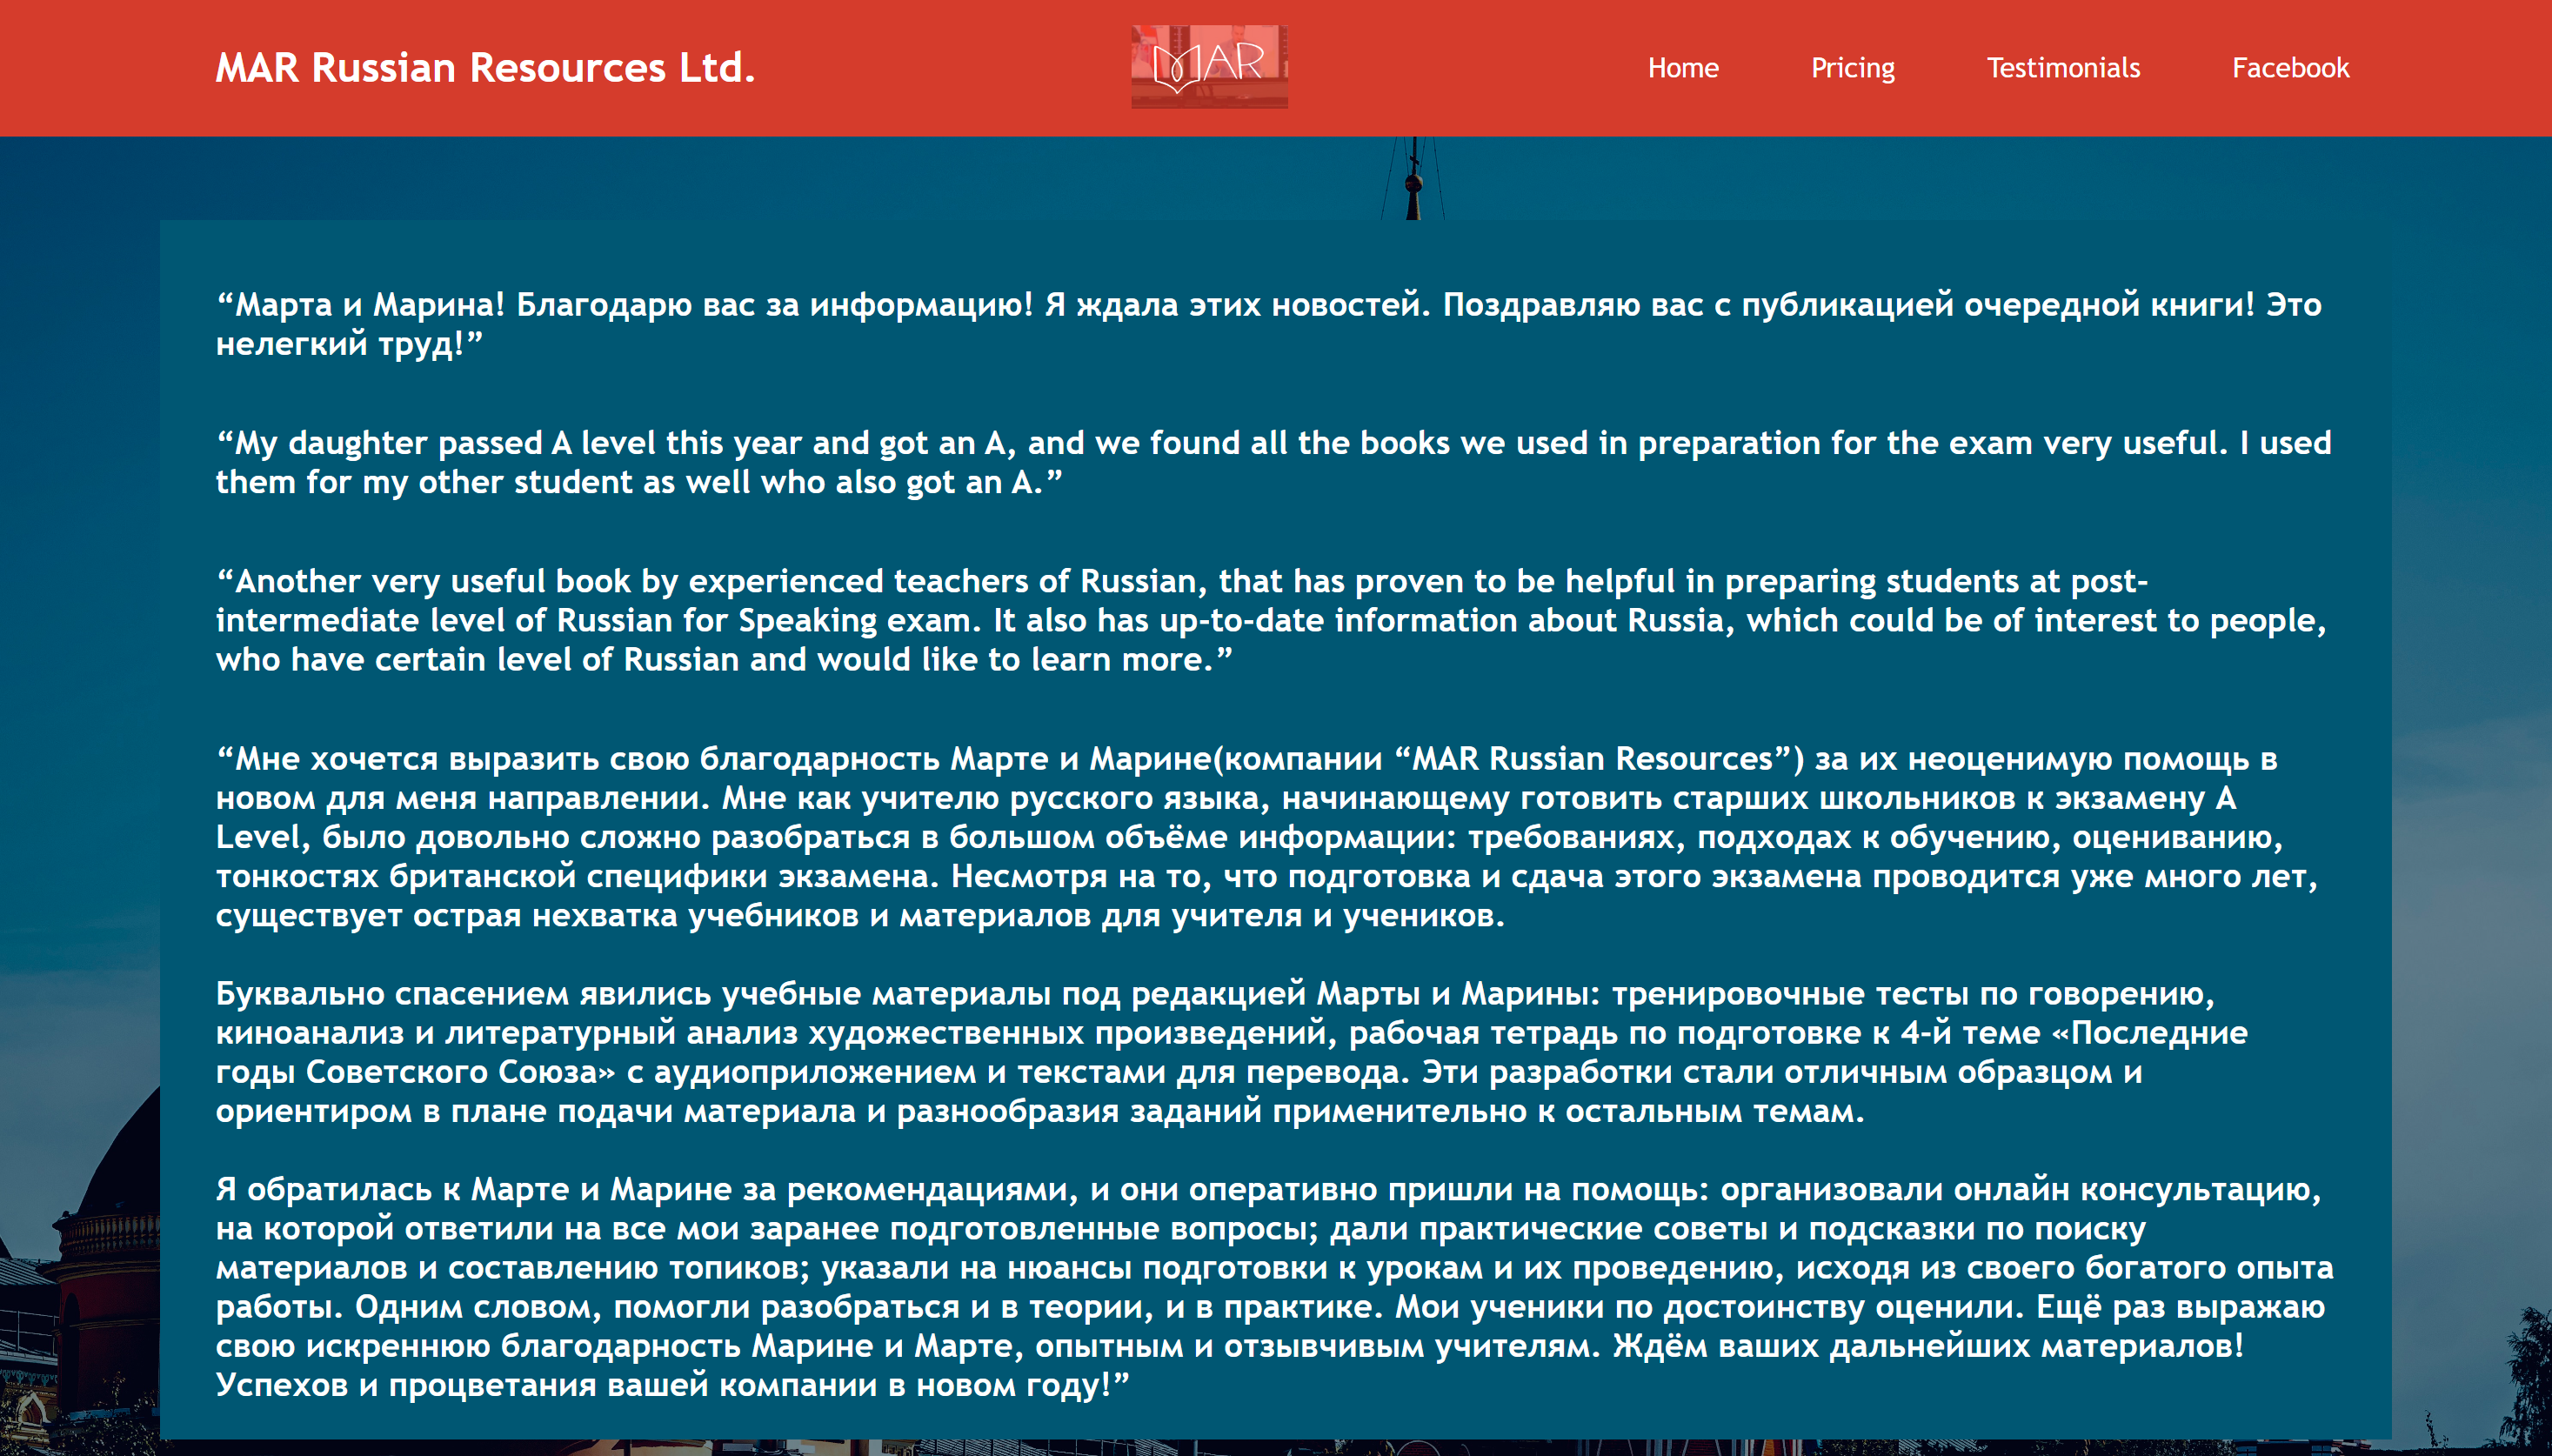 MAR Russian Resources Ltd.
MAR
Home Pricing Testimonials Facebook
“Марта и Марина! Благодарю вас за информацию! Я ждала этих новостей. Поздравляю вас с публикацией очередной книги! Это
нелегкий труд!”
“My daughter passed A level this year and got an A, and we found all the books we used in preparation for the exam very useful. I used
them for my other student as well who also got an A.”
“Another very useful book by experienced teachers of Russian, that has proven to be helpful in preparing students at post-
intermediate level of Russian for Speaking exam. It also has up-to-date information about Russia, which could be of interest to people,
who have certain level of Russian and would like to learn more.”
“Мне хочется выразить свою благодарность Марте и Марине(компании “MAR Russian Resources”) за их неоценимую помощь в
новом для меня направлении. Мне как учителю русского языка, начинающему готовить старших школьников к экзамену A
Level, было довольно сложно разобраться в большом объёме информации: требованиях, подходах к обучению, оцениванию,
тонкостях британской специфики экзамена. Несмотря на то, что подготовка и сдача этого экзамена проводится уже много лет,
существует острая нехватка учебников и материалов для учителя и учеников.
Буквально спасением явились учебные материалы под редакцией Марты и Марины: тренировочные тесты по говорению,
киноанализ и литературный анализ художественных произведений, рабочая тетрадь по подготовке к 4-й теме «Последние
годы Советского Союза» с аудиоприложением и текстами для перевода. Эти разработки стали отличным образцом и
ориентиром в плане подачи материала и разнообразия заданий применительно к остальным темам.
Я обратилась к Марте и Марине за рекомендациями, и они оперативно пришли на помощь: организовали онлайн консультацию,
на которой ответили на все мои заранее подготовленные вопросы; дали практические советы и подсказки по поиску
материалов и составлению топиков; указали на нюансы подготовки к урокам и их проведению, исходя из своего богатого опыта
работы. Одним словом, помогли разобраться и в теории, и в практике. Мои ученики по достоинству оценили. Ещё раз выражаю
свою искреннюю благодарность Марине и Марте, опытным и отзывчивым учителям. Ждём ваших дальнейших материалов!
Успехов и процветания вашей компании в новом году!”